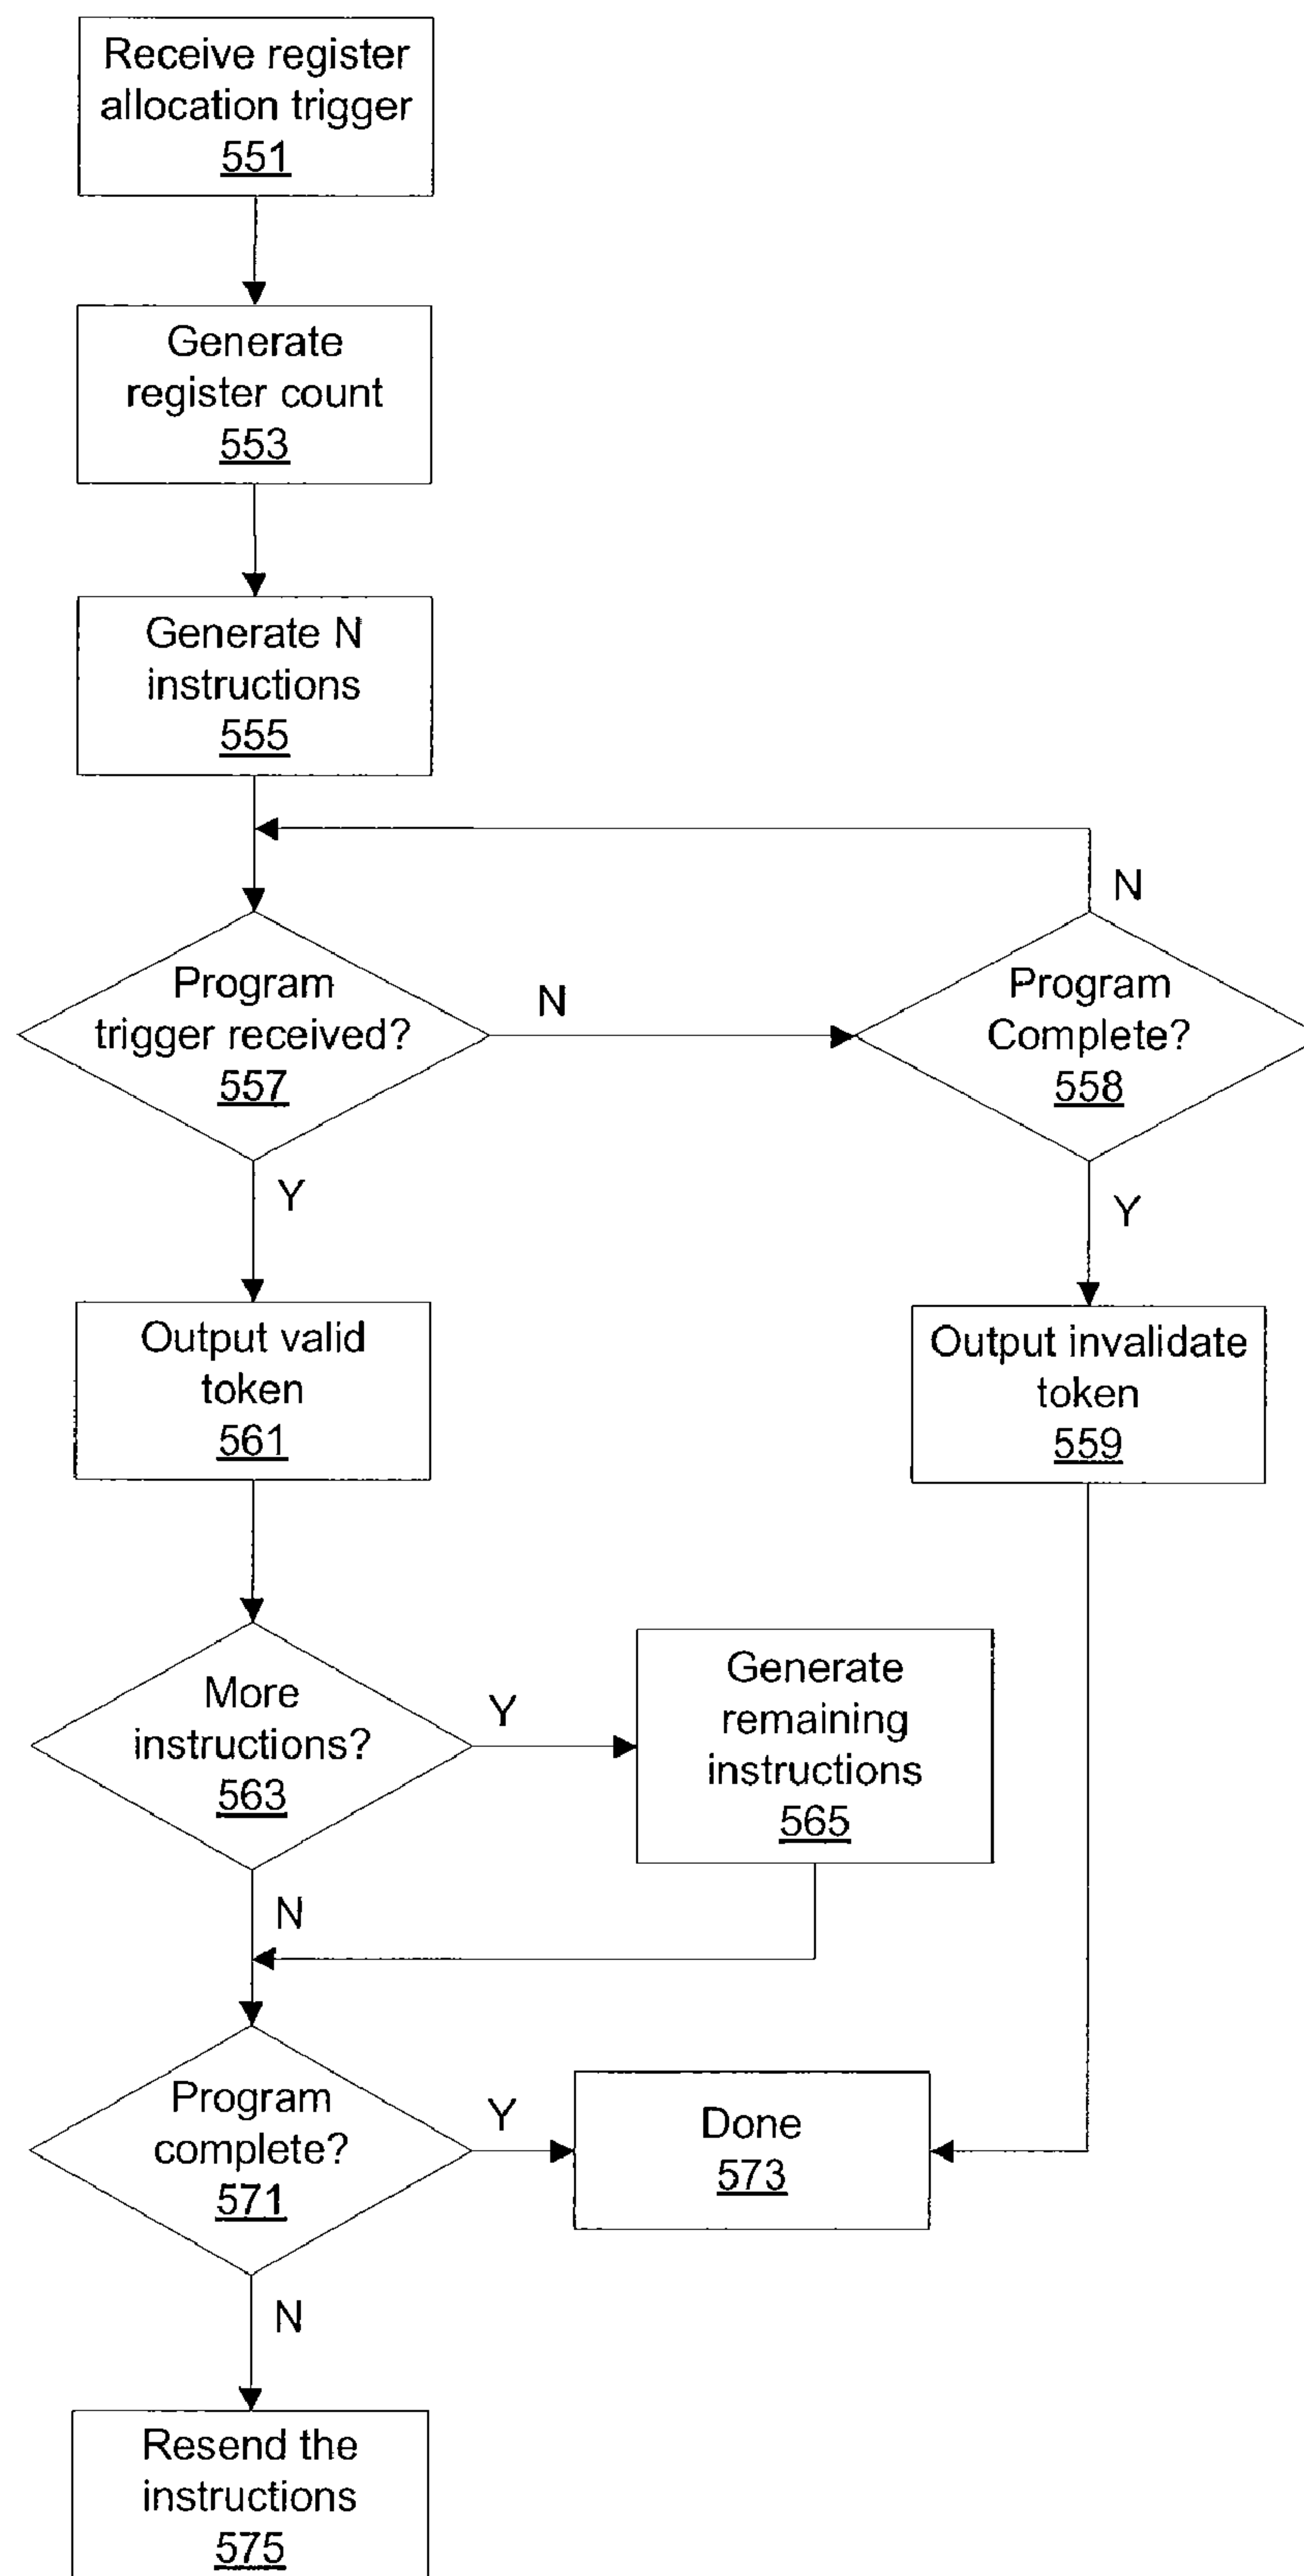 Receive register
allocation trigger
551
Generate
register count
553
Generate N
instructions
555
N
Program
trigger received?
557
N
Program
Complete?
558
Y
Y
Output valid
token
561
Output invalidate
token
559
More
instructions?
563
Y
Generate
remaining
instructions
565
N
Program
complete?
571
Y
Done
573
N
Resend the
instructions
575